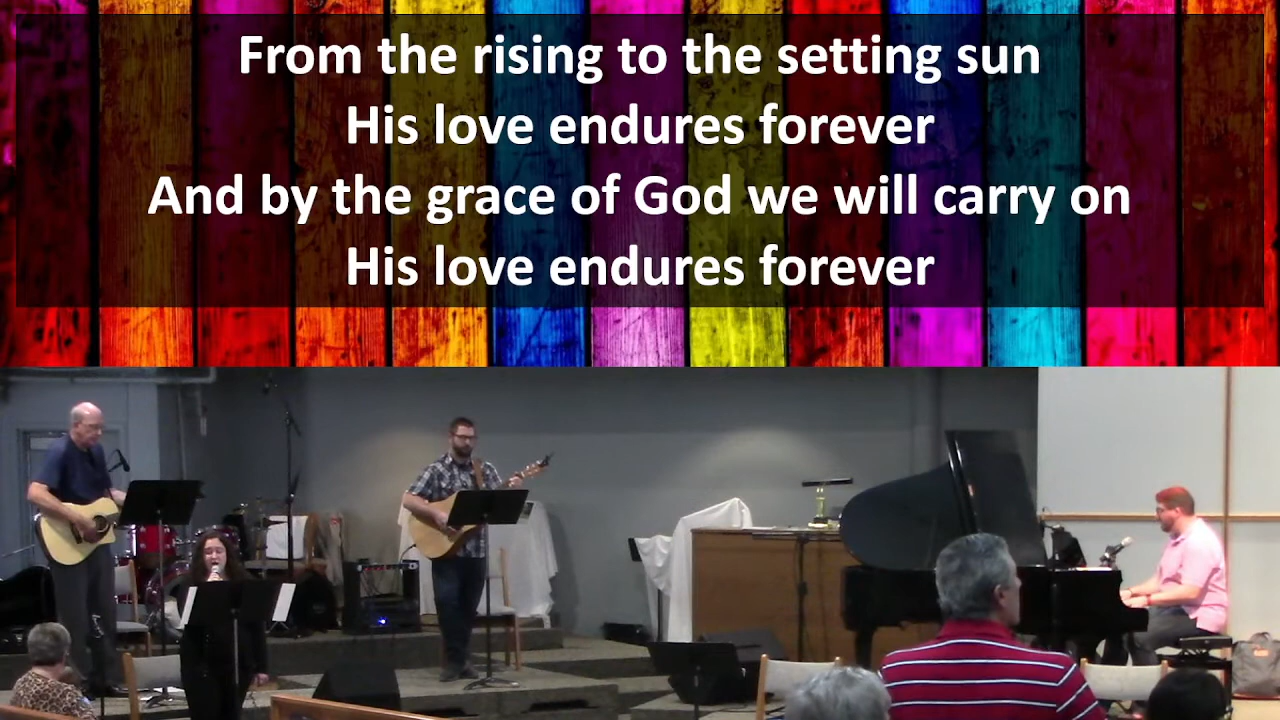 From the rising to the setting sun
His love endures forever
And by the grace of God we will carry on
His love endures forever